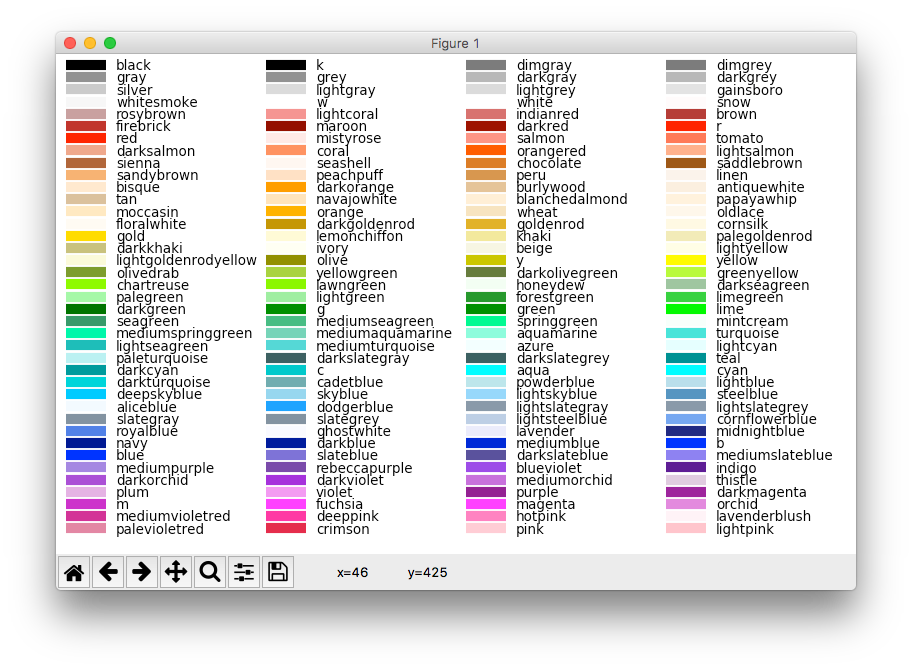 Figure 1
black k dimgray dimgrey
gray grey darkgray darkgrey
silver lightgray lightgrey gainsboro
whitesmoke w white snow
rosybrown lightcoral indianred brown
firebrick maroon darkred r
red mistyrose salmon tomato
darksalmon coral orangered lightsalmon
sienna seashell chocolate saddlebrown
sandybrown peachpuff peru linen
bisque darkorange burlywood antiquewhite
tan navajowhite blanchedalmond papayawhip
moccasin orange wheat oldlace
floralwhite darkgoldenrod goldenrod cornsilk
gold lemonchiffon khaki palegoldenrod
darkkhaki ivory beige lightyellow
lightgoldenrodyellow olive y yellow
olivedrab yellowgreen darkolivegreen greenyellow
chartreuse lawngreen honeydew darkseagreen
palegreen lightgreen forestgreen limegreen
darkgreen g green lime
seagreen mediumseagreen springgreen mintcream
mediumspringgreen mediumaquamarine aquamarine turquoise
lightseagreen mediumturquoise azure lightcyan
paleturquoise darkslategray darkslategrey teal
darkcyan c aqua cyan
darkturquoise cadetblue powderblue lightblue
deepskyblue skyblue lightskyblue steelblue
aliceblue dodgerblue lightslategray lightslategrey
slategray slategrey lightsteelblue cornflowerblue
royalblue ghostwhite lavender midnightblue
navy darkblue mediumblue b
blue slateblue darkslateblue mediumslateblue
mediumpurple rebeccapurple blueviolet indigo
darkorchid darkviolet mediumorchid thistle
plum violet purple darkmagenta
m fuchsia magenta orchid
mediumvioletred deeppink hotpink lavenderblush
palevioletred crimson pink lightpink
x=46 y=425